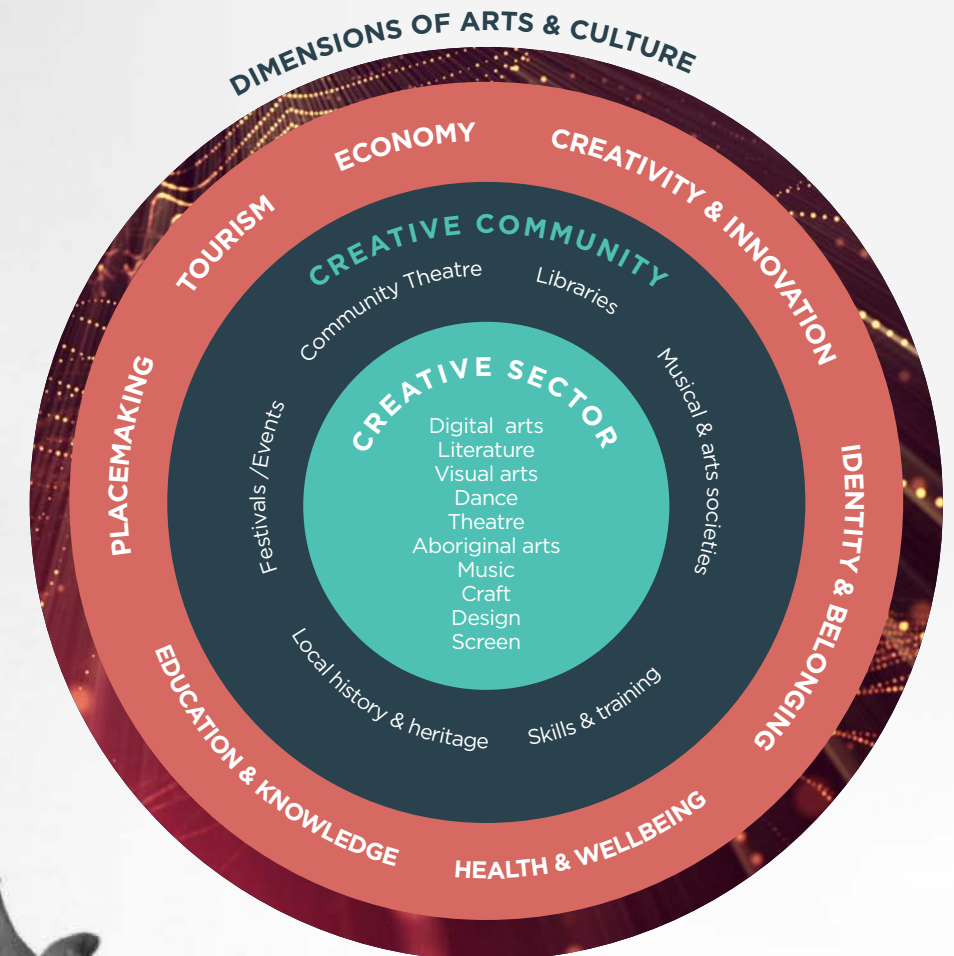 DIMENSIONS OF ARTS & CULTURE
ECONOMY
CREATIVITY & INNOVATION
IDENTITY & BELONGING
HEALTH & WELLBEING
EDUCATION & KNOWLEDGE
PLACEMAKING
TOURISM
CREATIVE COMMUNITY
Community Theatre
Libraries
Musical & arts societies
Skills & training
Local history & heritage
Festivals /Events
CREATIVE SECTOR
Digital arts
Literature
Visual arts
Dance
Theatre
Aboriginal arts
Music
Craft
Design
Screen